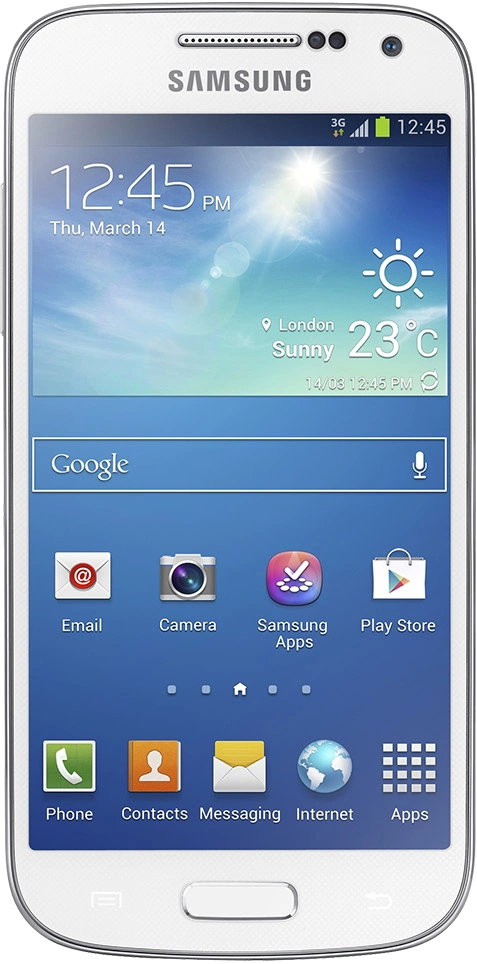 SAMSUNG
3G 12:45
12:45 PM
Thu, March 14
London
Sunny 23°C
14/03 12:45 PM
Google
Email Camera Samsung Apps Play Store
Phone Contacts Messaging Internet Apps